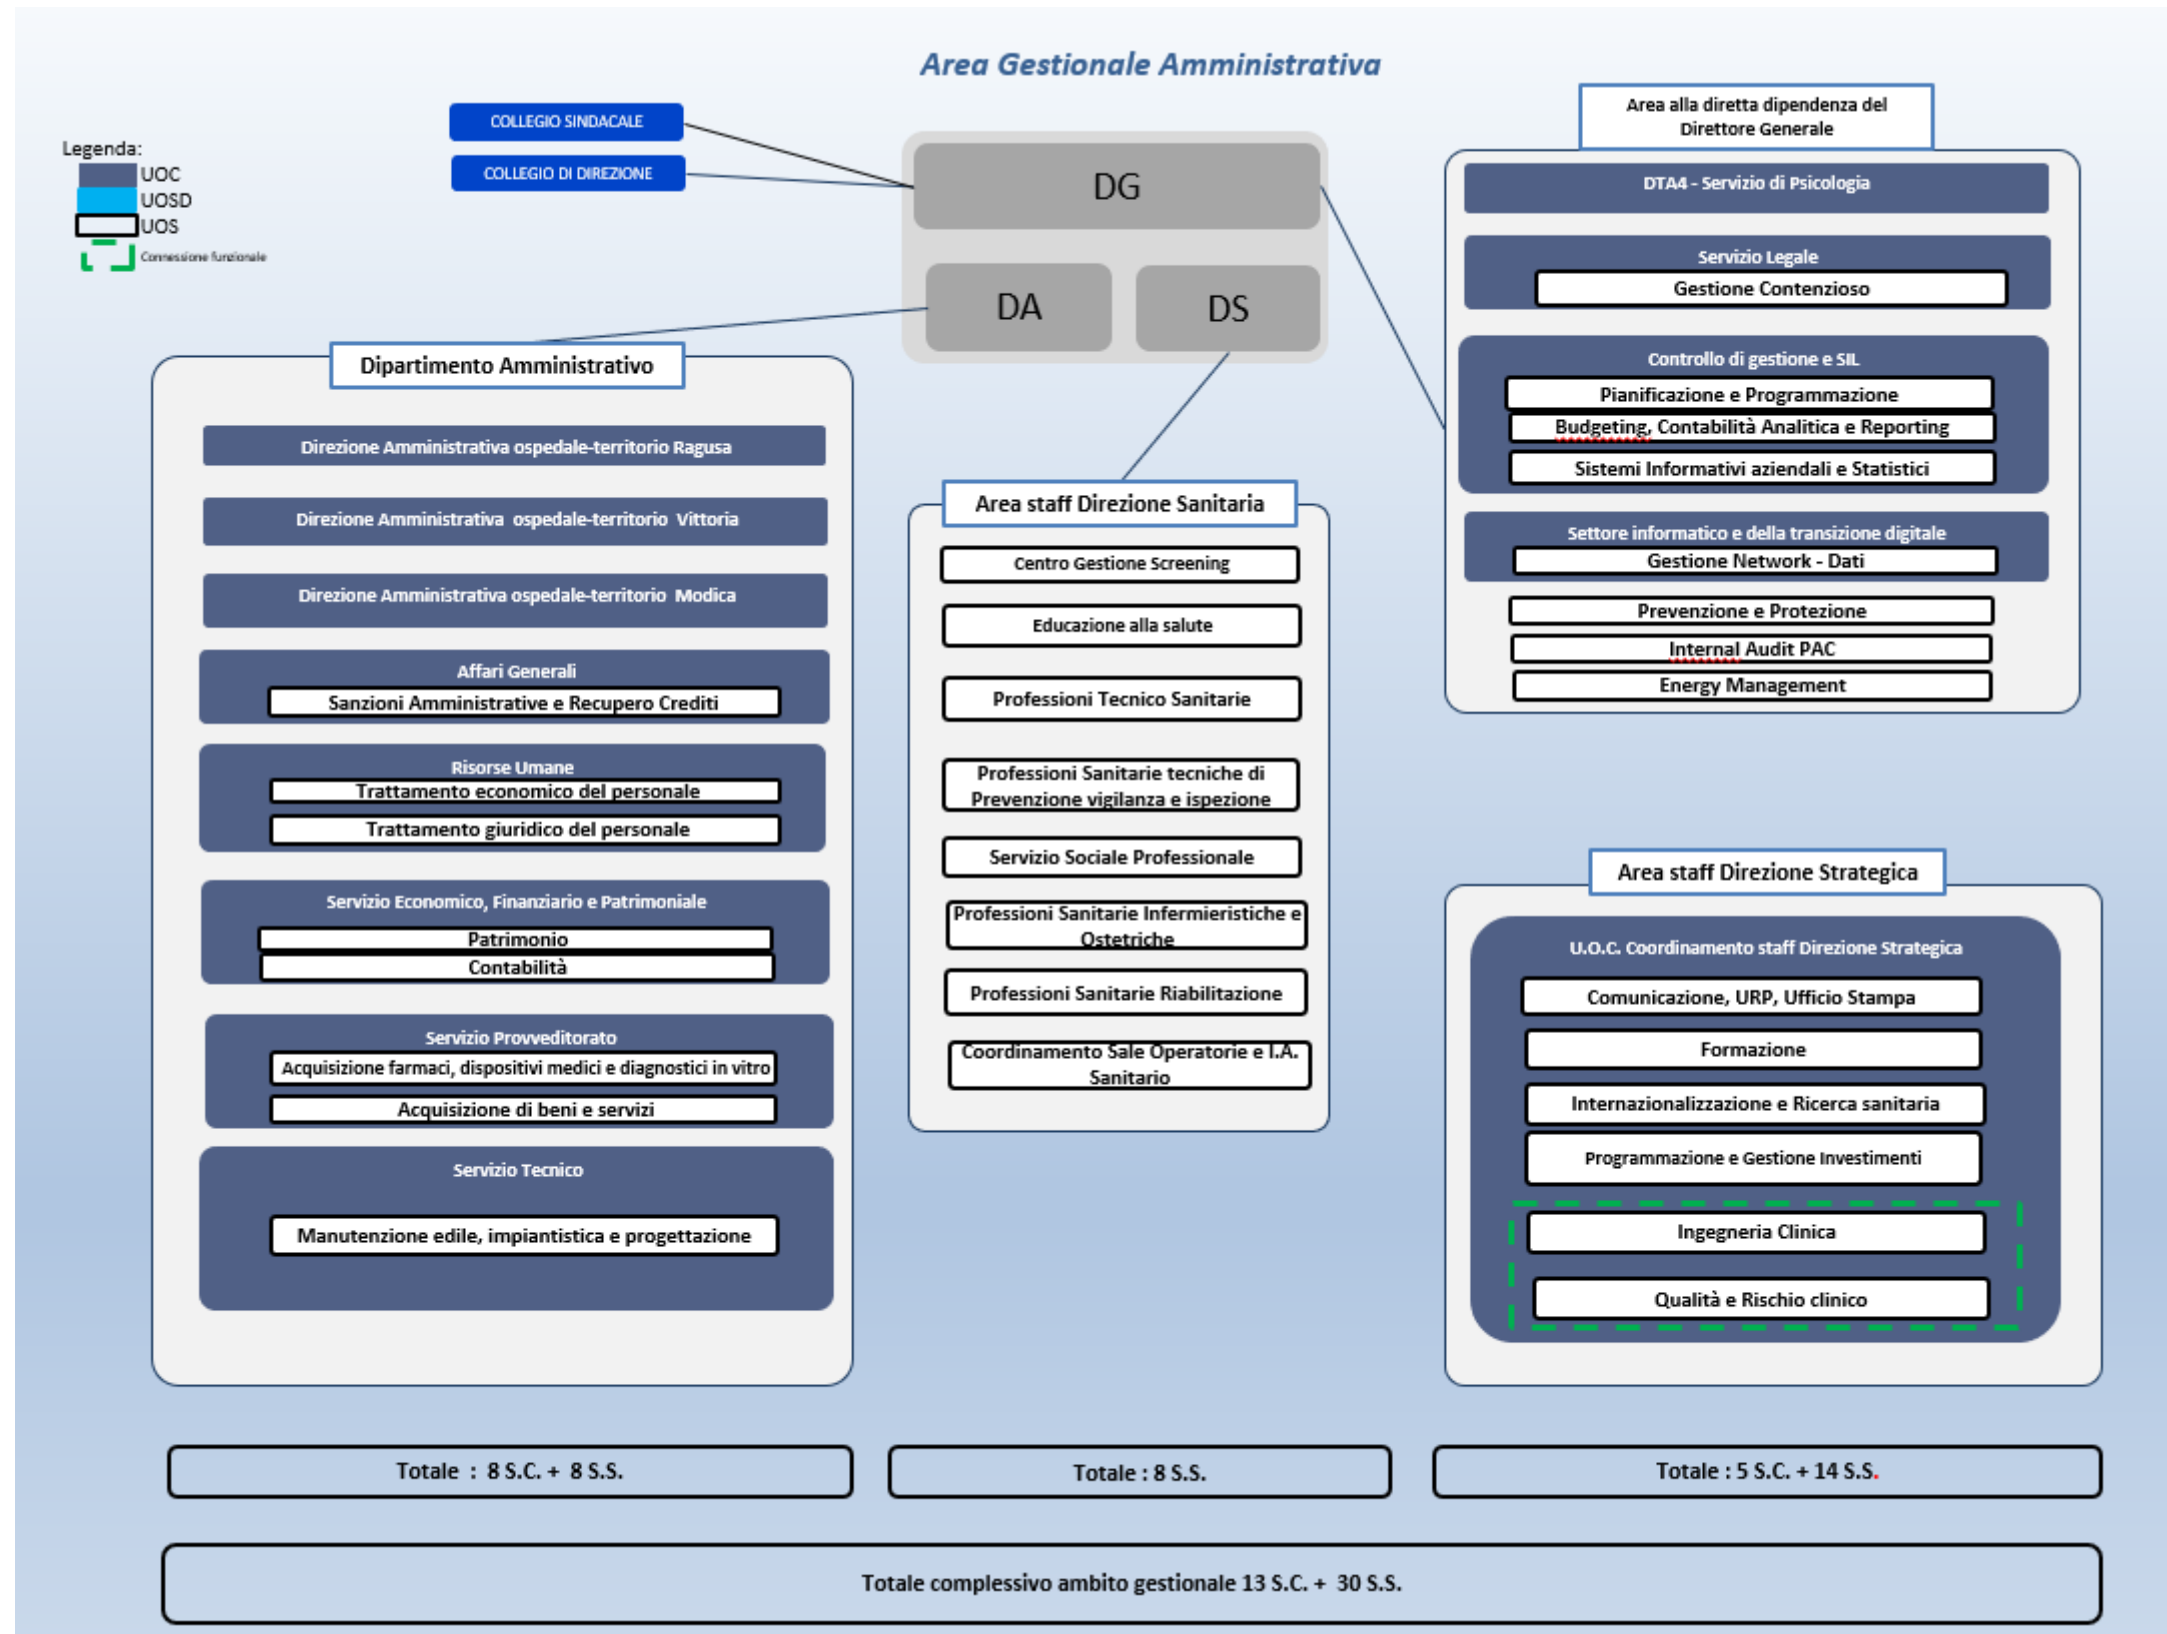 Area Gestionale Amministrativa
COLLEGIO SINDACALE
COLLEGIO DI DIREZIONE
Legenda:
UOC
UOSD
UOS
Connessione funzionale
DG
DA
DS
Dipartimento Amministrativo
Direzione Amministrativa ospedale-territorio Ragusa
Direzione Amministrativa ospedale-territorio Vittoria
Direzione Amministrativa ospedale-territorio Modica
Affari Generali
Sanzioni Amministrative e Recupero Crediti
Risorse Umane
Trattamento economico del personale
Trattamento giuridico del personale
Servizio Economico, Finanziario e Patrimoniale
Patrimonio
Contabilità
Servizio Provveditorato
Acquisizione farmaci, dispositivi medici e diagnostici in vitro
Acquisizione di beni e servizi
Servizio Tecnico
Manutenzione edile, impiantistica e progettazione
Area staff Direzione Sanitaria
Centro Gestione Screening
Educazione alla salute
Professioni Tecnico Sanitarie
Professioni Sanitarie tecniche di
Prevenzione vigilanza e ispezione
Servizio Sociale Professionale
Professioni Sanitarie Infermieristiche e
Ostetriche
Professioni Sanitarie Riabilitazione
Coordinamento Sale Operatorie e I.A.
Sanitario
Area alla diretta dipendenza del
Direttore Generale
DTA4 - Servizio di Psicologia
Servizio Legale
Gestione Contenzioso
Controllo di gestione e SIL
Pianificazione e Programmazione
Budgeting, Contabilità Analitica e Reporting
Sistemi Informativi aziendali e Statistici
Settore informatico e della transizione digitale
Gestione Network - Dati
Prevenzione e Protezione
Internal Audit PAC
Energy Management
Area staff Direzione Strategica
U.O.C. Coordinamento staff Direzione Strategica
Comunicazione, URP, Ufficio Stampa
Formazione
Internazionalizzazione e Ricerca sanitaria
Programmazione e Gestione Investimenti
Ingegneria Clinica
Qualità e Rischio clinico
Totale : 8 S.C. + 8 S.S.
Totale : 8 S.S.
Totale : 5 S.C. + 14 S.S.
Totale complessivo ambito gestionale 13 S.C. + 30 S.S.